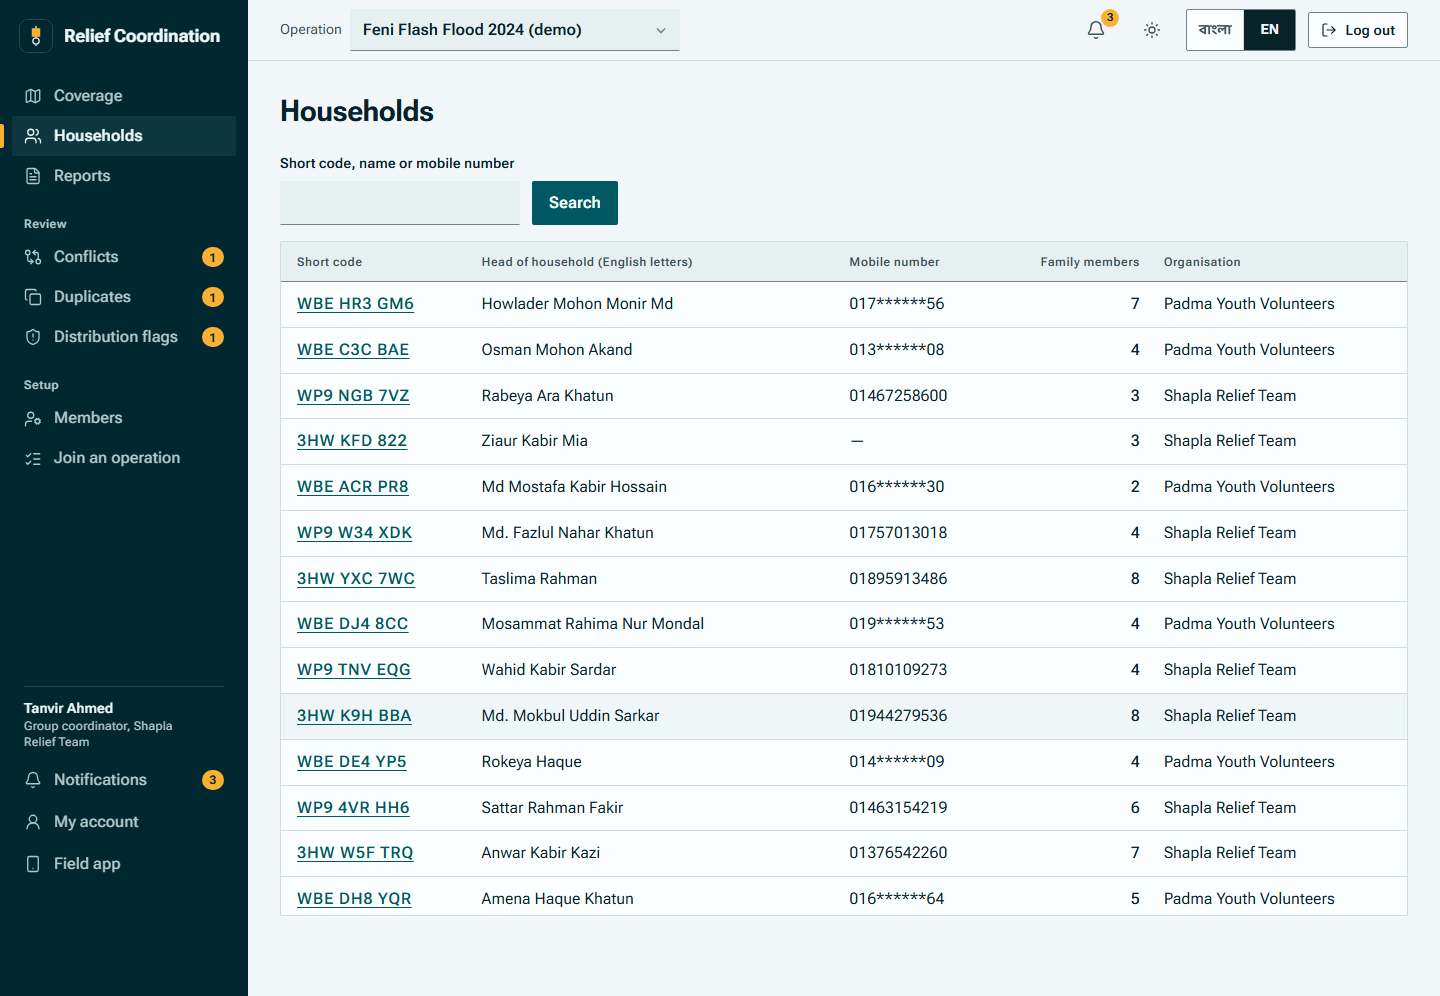 Relief Coordination
Operation
Feni Flash Flood 2024 (demo)
3
বাংলা
EN
Log out
Coverage
Households
Reports
Review
Conflicts 1
Duplicates 1
Distribution flags 1
Setup
Members
Join an operation
Tanvir Ahmed
Group coordinator, Shapla
Relief Team
Notifications 3
My account
Field app
Households
Short code, name or mobile number
Search
Short code Head of household (English letters) Mobile number Family members Organisation
WBE HR3 GM6 Howlader Mohon Monir Md 017******56 7 Padma Youth Volunteers
WBE C3C BAE Osman Mohon Akand 013******08 4 Padma Youth Volunteers
WP9 NGB 7VZ Rabeya Ara Khatun 01467258600 3 Shapla Relief Team
3HW KFD 822 Ziaur Kabir Mia — 3 Shapla Relief Team
WBE ACR PR8 Md Mostafa Kabir Hossain 016******30 2 Padma Youth Volunteers
WP9 W34 XDK Md. Fazlul Nahar Khatun 01757013018 4 Shapla Relief Team
3HW YXC 7WC Taslima Rahman 01895913486 8 Shapla Relief Team
WBE DJ4 8CC Mosammat Rahima Nur Mondal 019******53 4 Padma Youth Volunteers
WP9 TNV EQG Wahid Kabir Sardar 01810109273 4 Shapla Relief Team
3HW K9H BBA Md. Mokbul Uddin Sarkar 01944279536 8 Shapla Relief Team
WBE DE4 YP5 Rokeya Haque 014******09 4 Padma Youth Volunteers
WP9 4VR HH6 Sattar Rahman Fakir 01463154219 6 Shapla Relief Team
3HW W5F TRQ Anwar Kabir Kazi 01376542260 7 Shapla Relief Team
WBE DH8 YQR Amena Haque Khatun 016******64 5 Padma Youth Volunteers